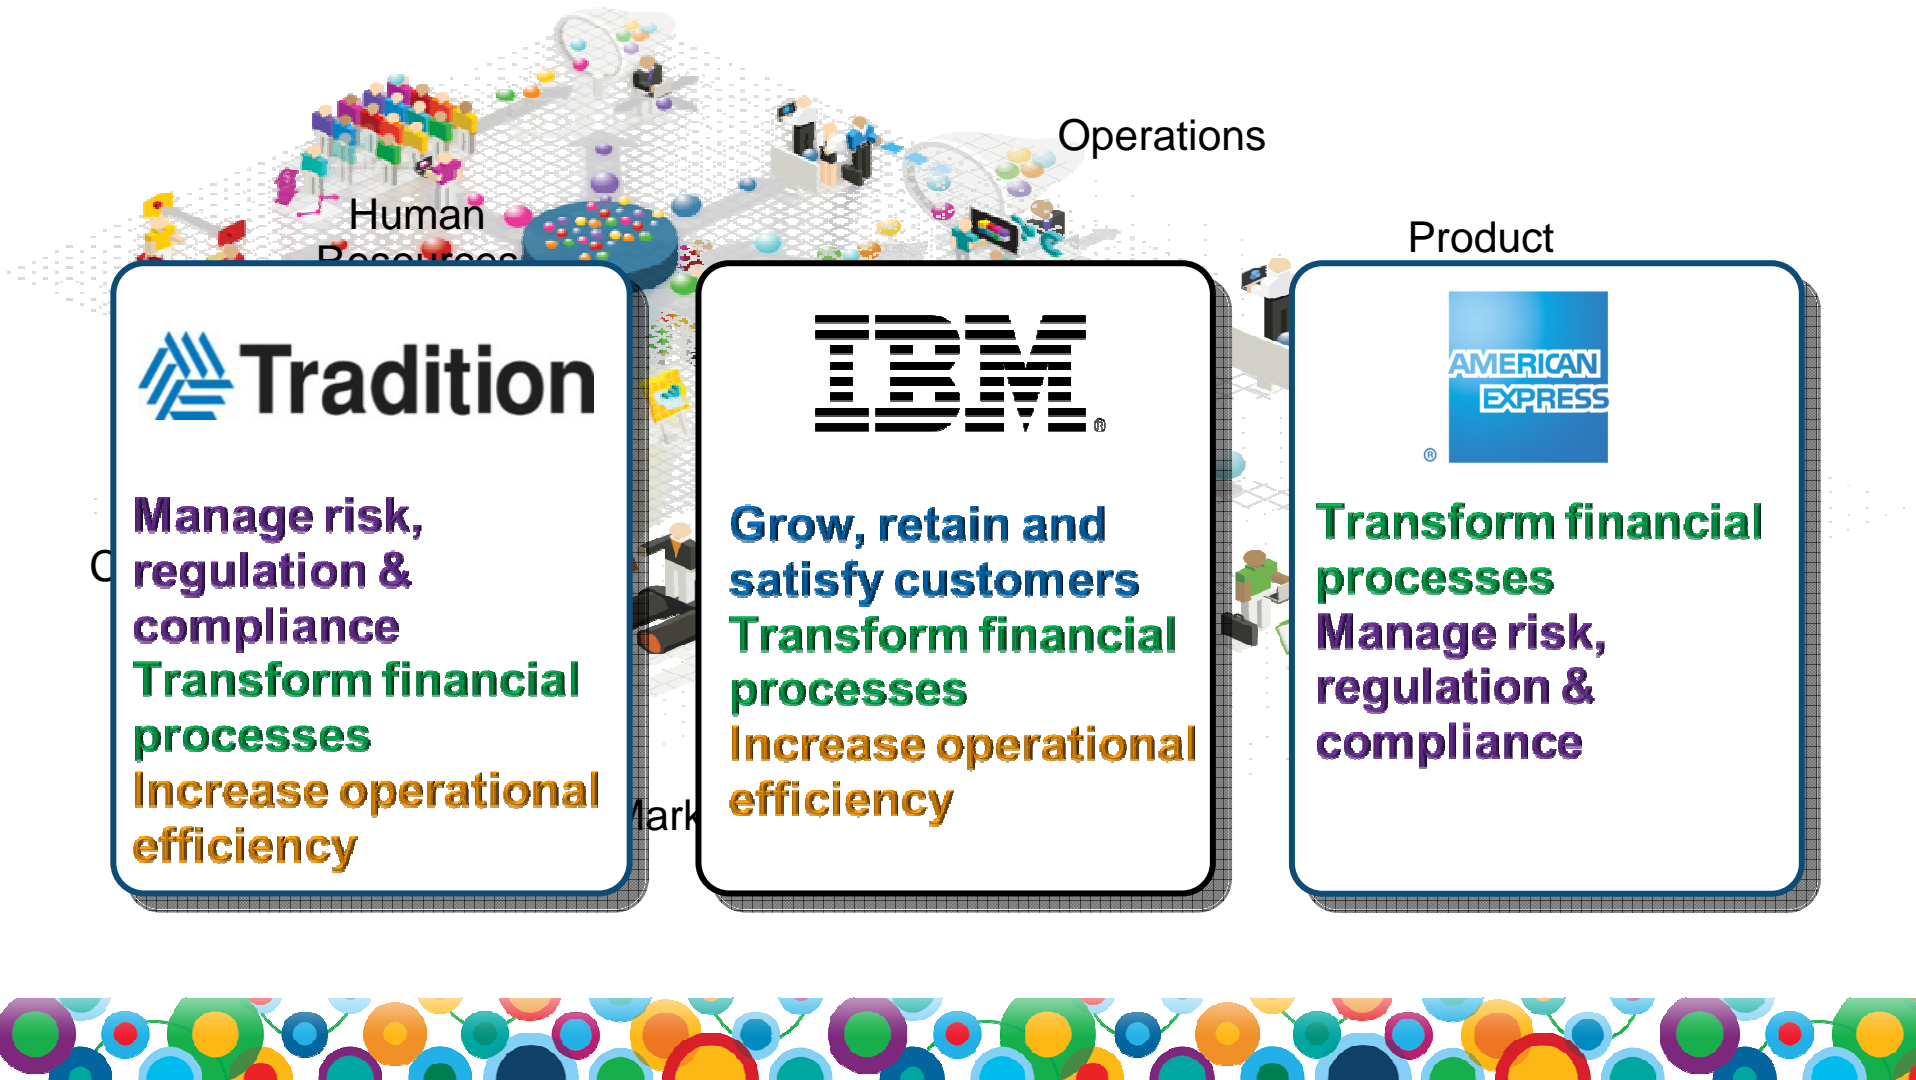 Operations
Human
Resources
Product
Tradition
Manage risk,
regulation &
compliance
Transform financial
processes
Increase operational
efficiency
IBM®
Grow, retain and
satisfy customers
Transform financial
processes
Increase operational
efficiency
AMERICAN
EXPRESS
®
Transform financial
processes
Manage risk,
regulation &
compliance